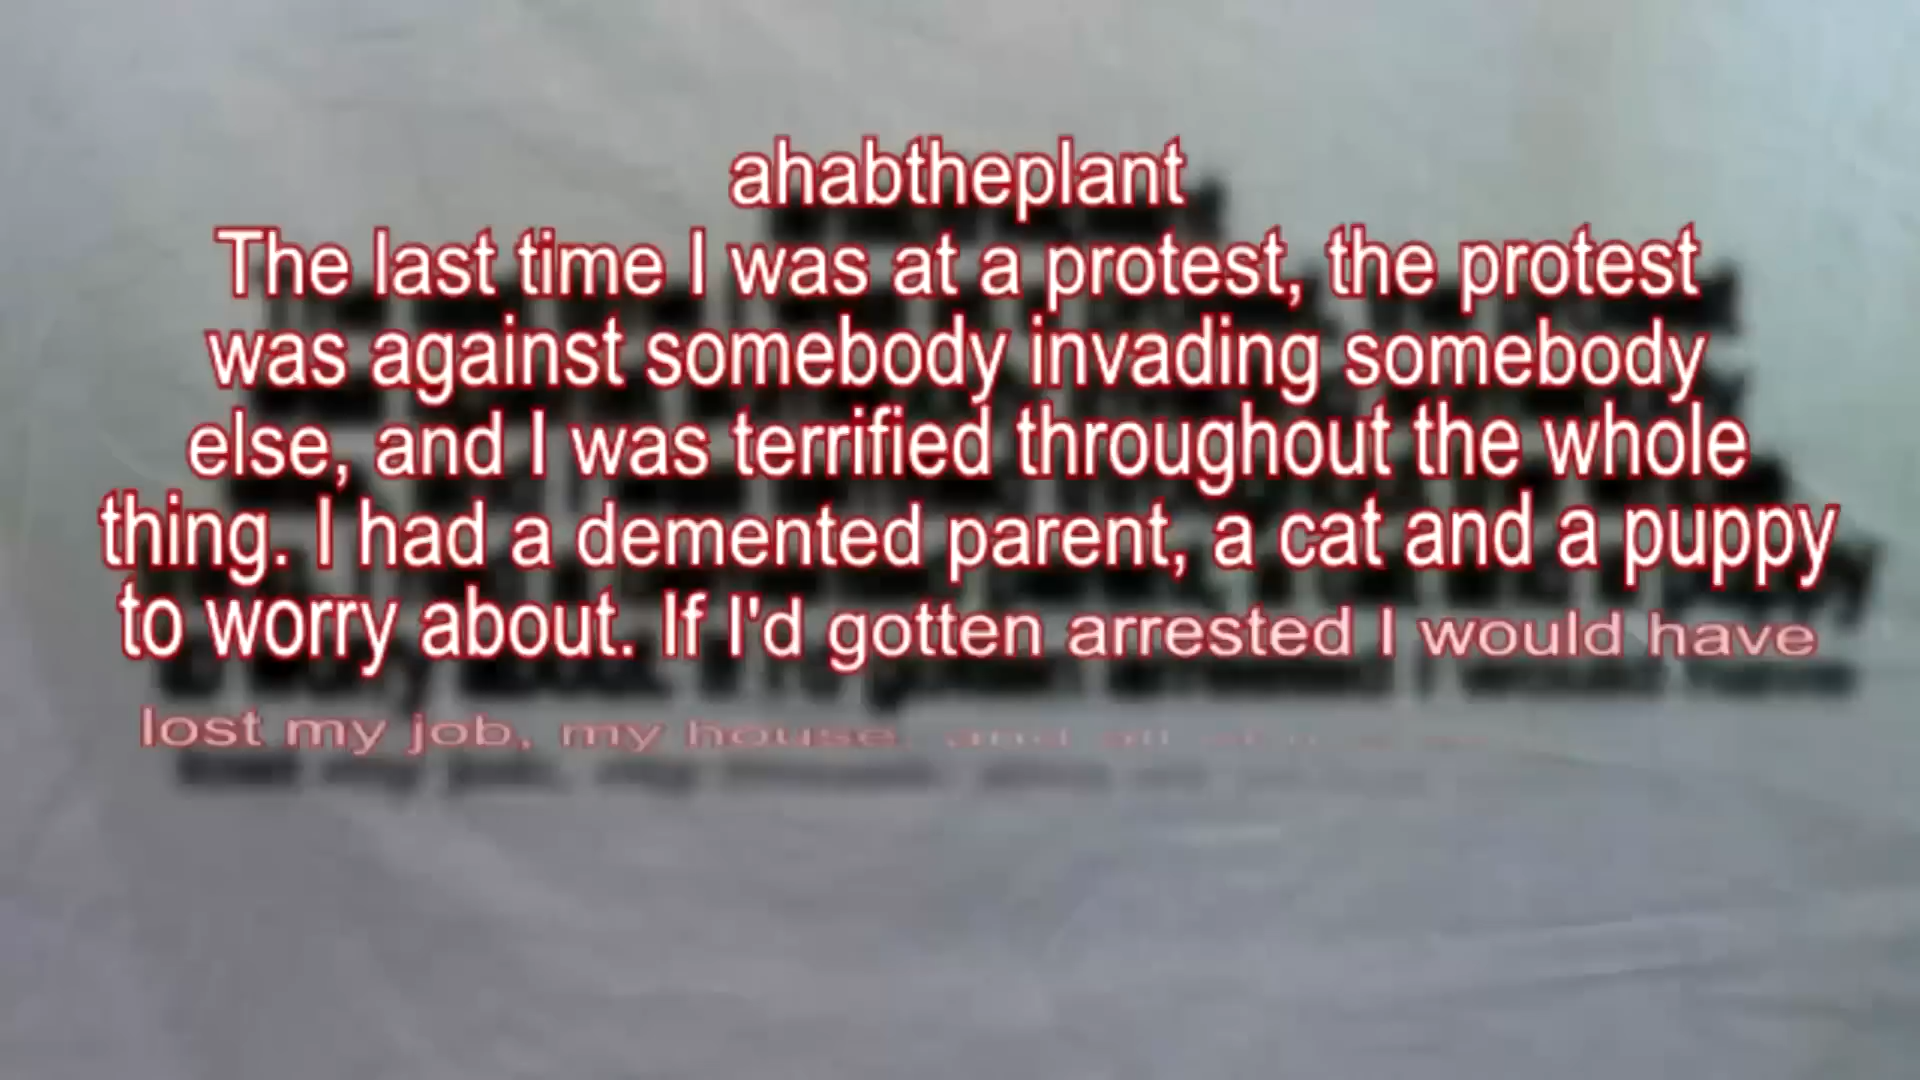 ahabtheplant
The last time I was at a protest, the protest
was against somebody invading somebody
else, and I was terrified throughout the whole
thing. I had a demented parent, a cat and a puppy
to worry about. If I'd gotten arrested I would have
lost my job, my house, and all